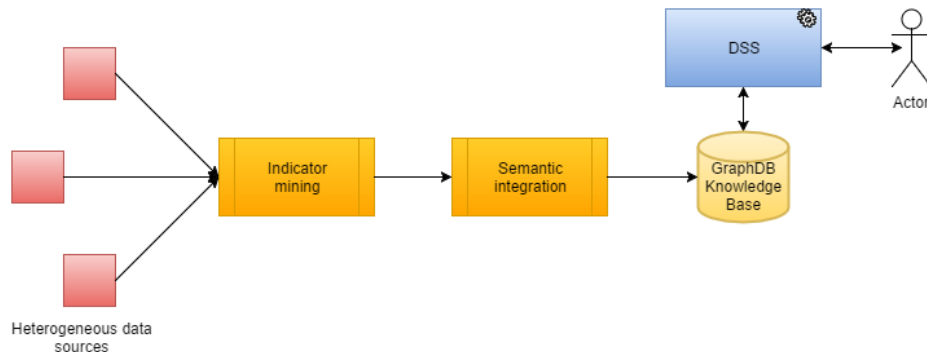 DSS
Actor
Indicator
mining
Semantic
integration
GraphDB
Knowledge
Base
Heterogeneous data
sources